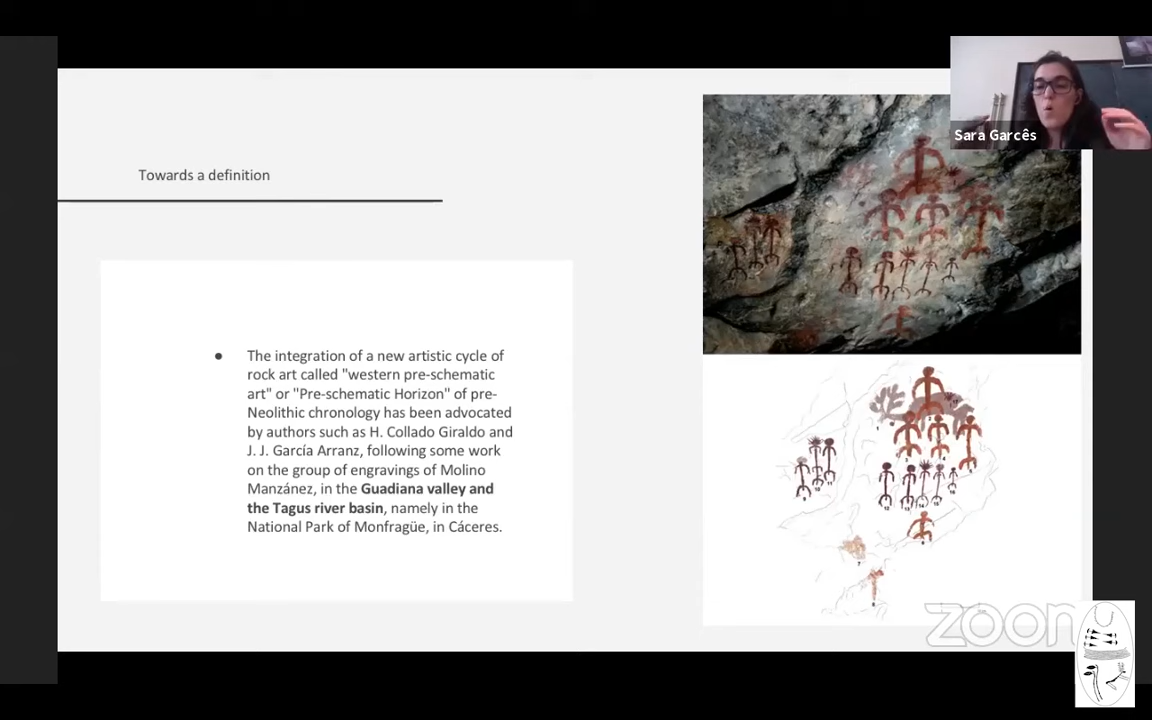 Sara Garcês
Towards a definition
● The integration of a new artistic cycle of
rock art called "western pre-schematic
art" or "Pre-schematic Horizon" of pre-
Neolithic chronology has been advocated
by authors such as H. Collado Giraldo and
J. J. García Arranz, following some work
on the group of engravings of Molino
Manzánez, in the Guadiana valley and
the Tagus river basin, namely in the
National Park of Monfragüe, in Cáceres.
zoom